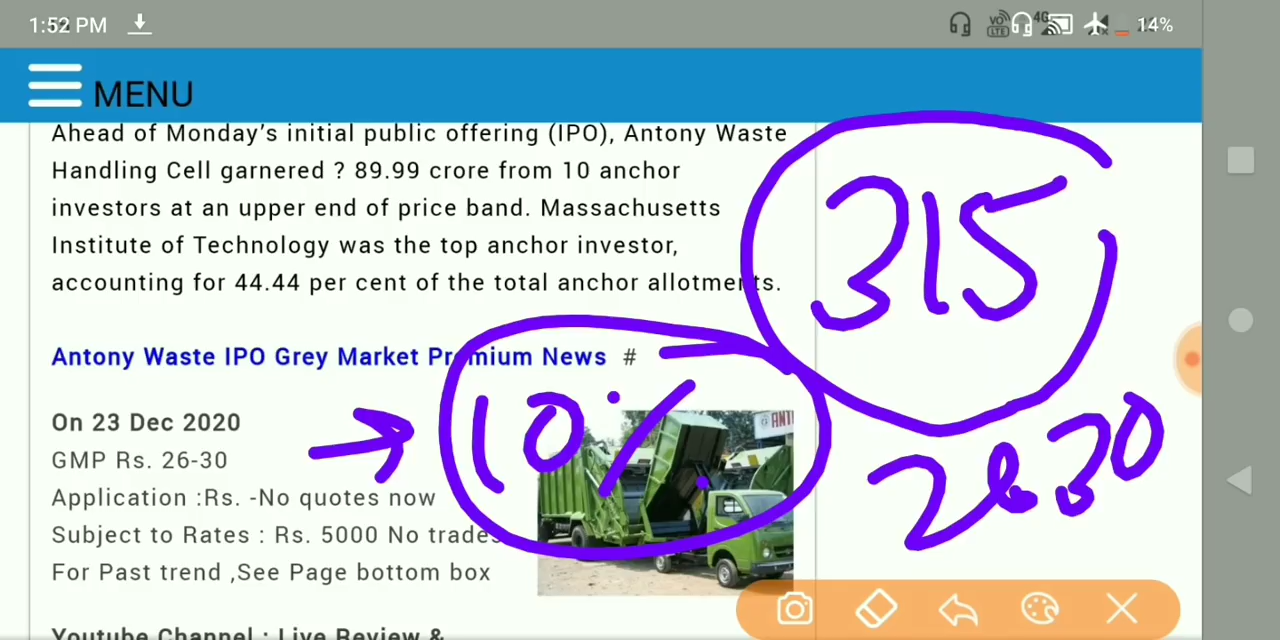 1:52 PM 14%
MENU
Ahead of Monday's initial public offering (IPO), Antony Waste
Handling Cell garnered ? 89.99 crore from 10 anchor
investors at an upper end of price band. Massachusetts
Institute of Technology was the top anchor investor,
accounting for 44.44 per cent of the total anchor allotments.
315
Antony Waste IPO Grey Market Premium News #
10%
On 23 Dec 2020
GMP Rs. 26-30
Application :Rs. -No quotes now
Subject to Rates : Rs. 5000 No trades
For Past trend ,See Page bottom box
Youtube Channel : Live Review &